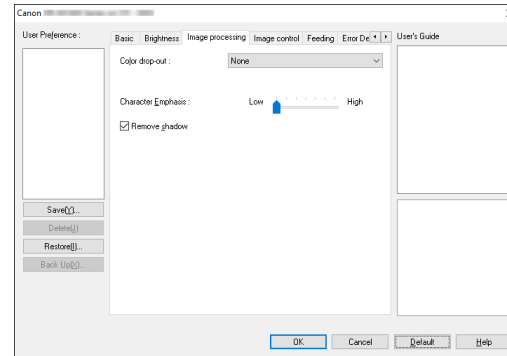 Canon
User Preference :
Basic Brightness Image processing Image control Feeding Error De
User's Guide
Color drop-out : None
Character Emphasis : Low High
Remove shadow
Save(Y)...
Delete(J)
Restore(I)...
Back Up(K)...
OK Cancel Default Help